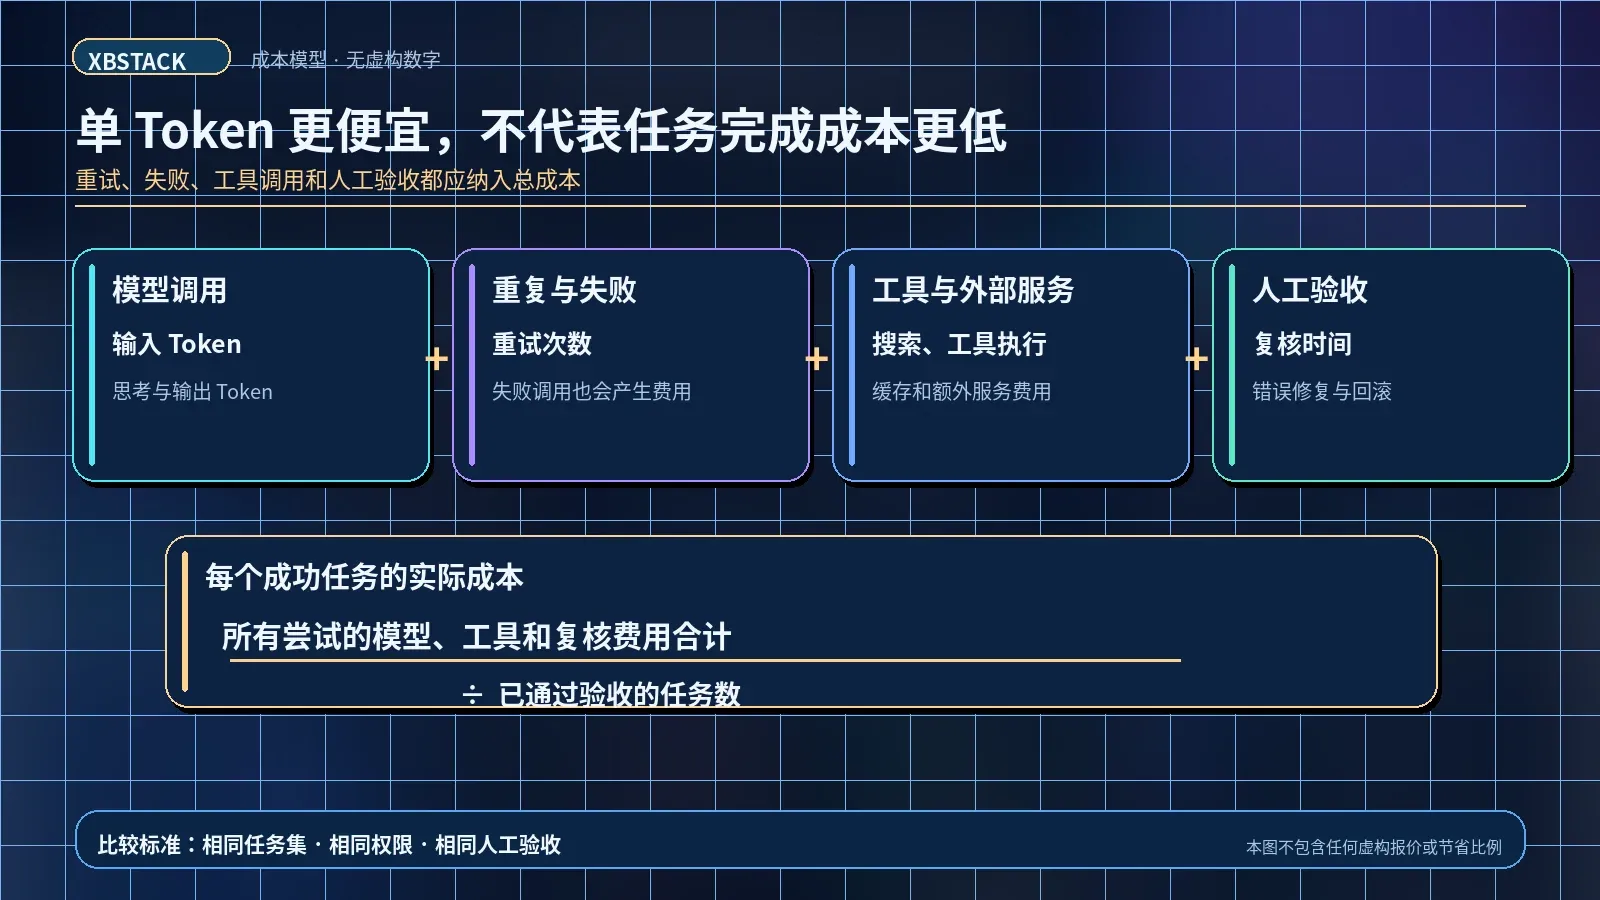 XBSTACK
成本模型 · 无虚构数字
单 Token 更便宜，不代表任务完成成本更低
重试、失败、工具调用和人工验收都应纳入总成本
模型调用
输入 Token
思考与输出 Token
+
重复与失败
重试次数
失败调用也会产生费用
+
工具与外部服务
搜索、工具执行
缓存和额外服务费用
+
人工验收
复核时间
错误修复与回滚
每个成功任务的实际成本
所有尝试的模型、工具和复核费用合计
÷ 已通过验收的任务数
比较标准：相同任务集 · 相同权限 · 相同人工验收
本图不包含任何虚构报价或节省比例